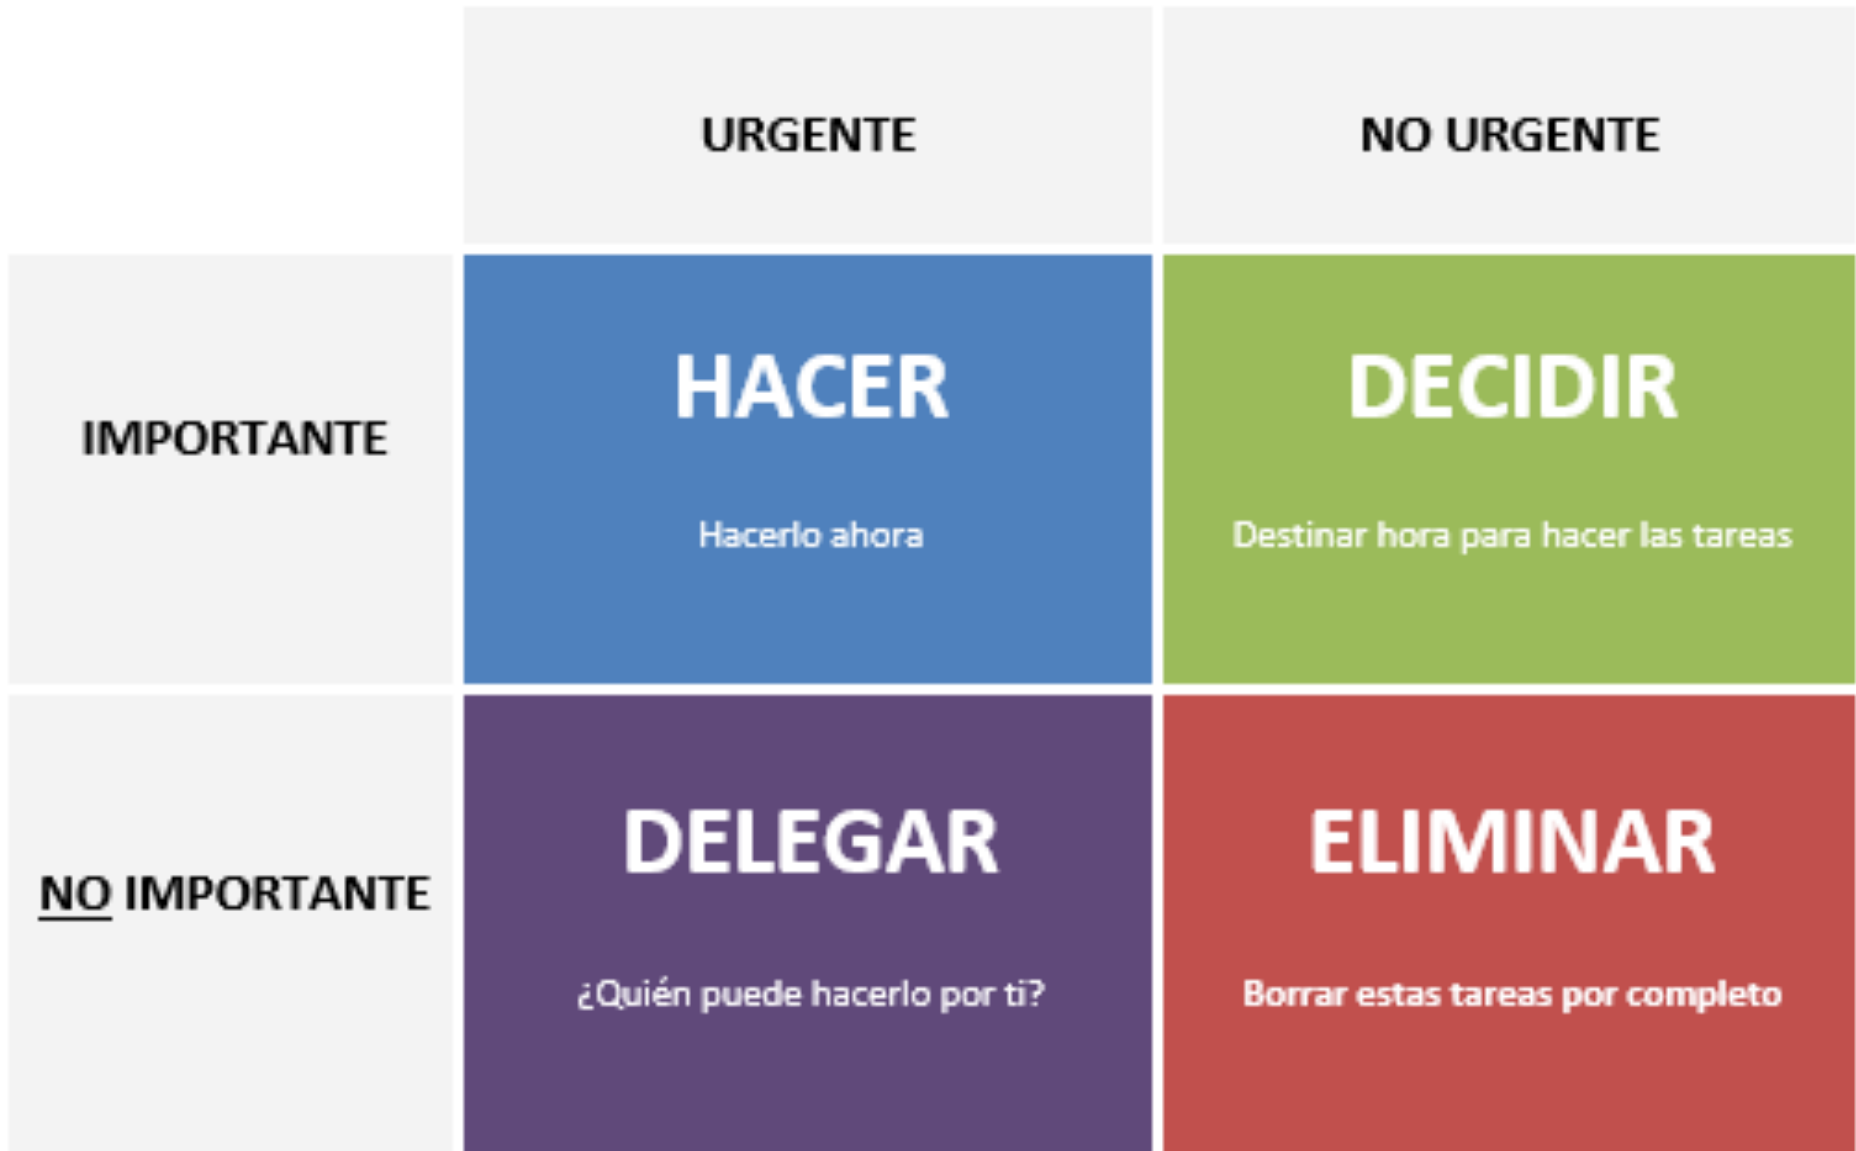 URGENTE
NO URGENTE
IMPORTANTE
HACER
Hacerlo ahora
DECIDIR
Destinar hora para hacer las tareas
NO IMPORTANTE
DELEGAR
¿Quién puede hacerlo por ti?
ELIMINAR
Borrar estas tareas por completo